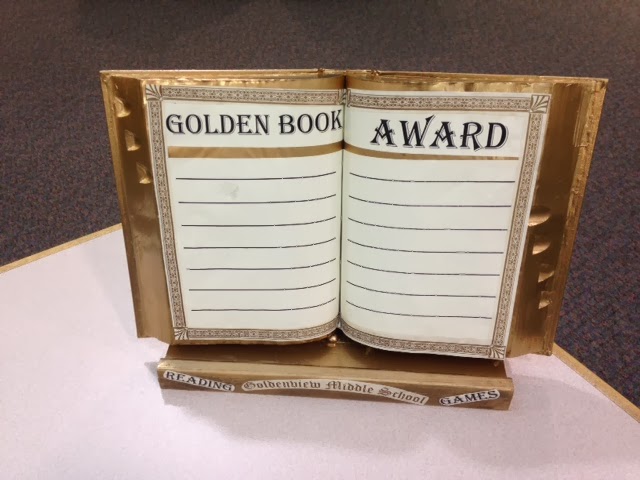 GOLDEN BOOK AWARD
READING Goldenview Middle School GAMES